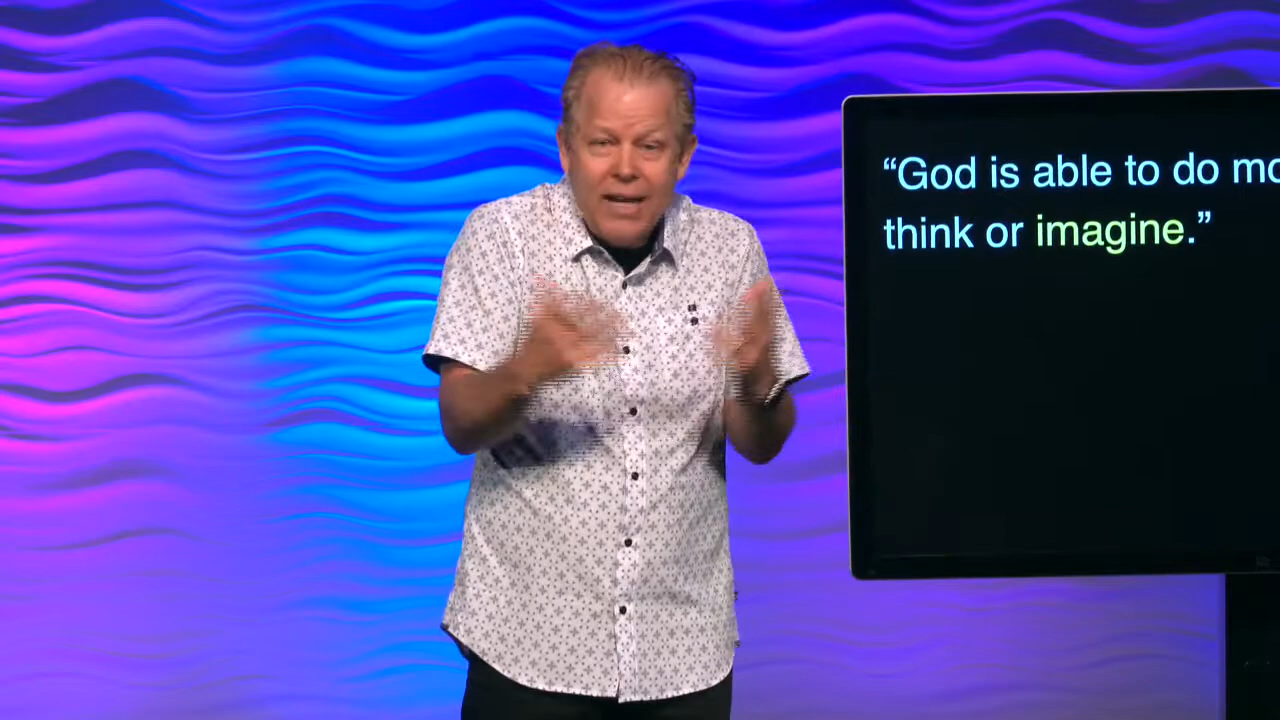 “God is able to do
think or imagine.”